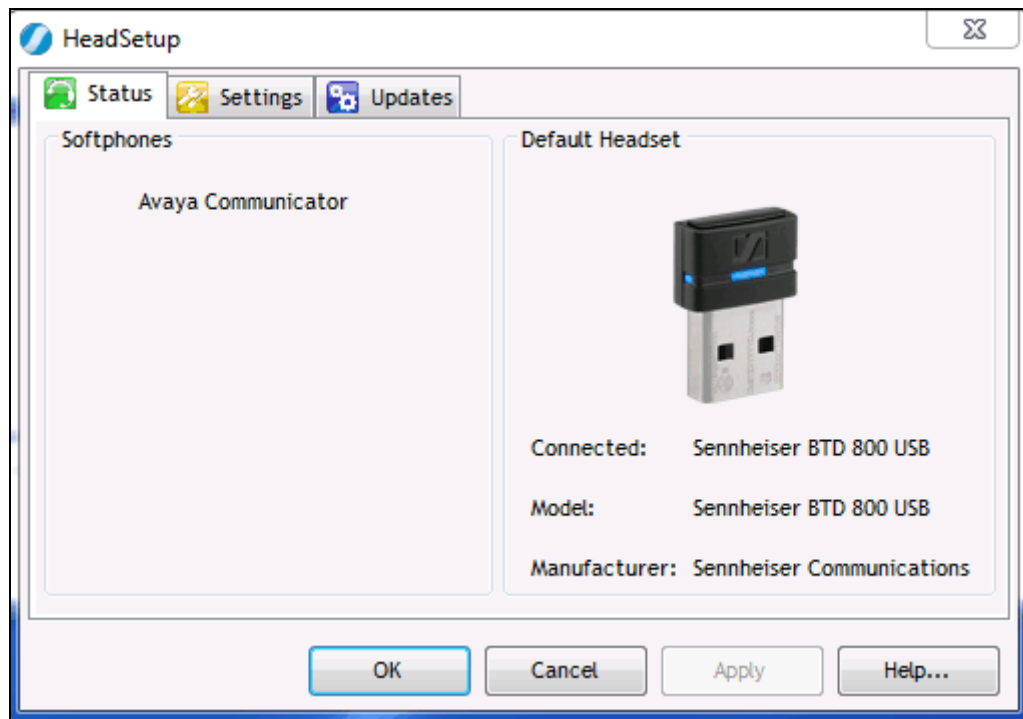 HeadSetup
Status Settings Updates
Softphones
Avaya Communicator
Default Headset
Connected: Sennheiser BTD 800 USB
Model: Sennheiser BTD 800 USB
Manufacturer: Sennheiser Communications
OK Cancel Apply Help...